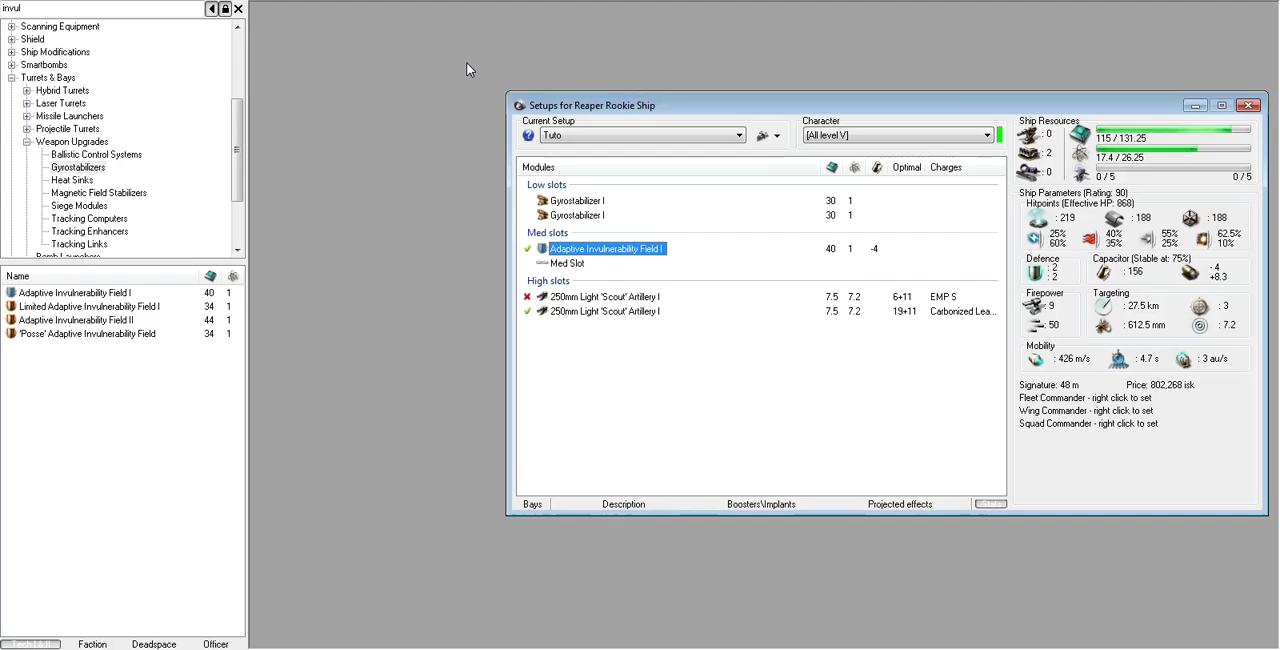 invul
Scanning Equipment
Shield
Ship Modifications
Smartbombs
Turrets & Bays
Hybrid Turrets
Laser Turrets
Missile Launchers
Projectile Turrets
Weapon Upgrades
Ballistic Control Systems
Gyrostabilizers
Heat Sinks
Magnetic Field Stabilizers
Siege Modules
Tracking Computers
Tracking Enhancers
Tracking Links
Bomb Launchers
Name
Adaptive Invulnerability Field I 40 1
Limited Adaptive Invulnerability Field I 34 1
Adaptive Invulnerability Field II 44 1
'Posse' Adaptive Invulnerability Field 34 1
Faction Deadspace Officer
Setups for Reaper Rookie Ship
Current Setup
Tuto
Character
[All level V]
Modules Optimal Charges
Low slots
Gyrostabilizer I 30 1
Gyrostabilizer I 30 1
Med slots
Adaptive Invulnerability Field I 40 1 -4
Med Slot
High slots
250mm Light 'Scout' Artillery I 7.5 7.2 6+11 EMP S
250mm Light 'Scout' Artillery I 7.5 7.2 19+11 Carbonized Lea...
Bays Description Boosters\Implants Projected effects
Ship Resources
: 0
: 2
: 0
115 / 131.25
17.4 / 26.25
0 / 5 0 / 5
Ship Parameters (Rating: 90)
Hitpoints (Effective HP: 868)
: 219 : 188 : 188
25% 40% 55% 62.5%
60% 35% 25% 10%
Defence Capacitor (Stable at: 75%)
: 2
: 2
: 156
-4
+8.3
Firepower Targeting
: 9 : 27.5 km : 3
: 50 : 612.5 mm : 7.2
Mobility
: 426 m/s : 4.7 s : 3 au/s
Signature: 48 m Price: 802,268 isk
Fleet Commander - right click to set
Wing Commander - right click to set
Squad Commander - right click to set